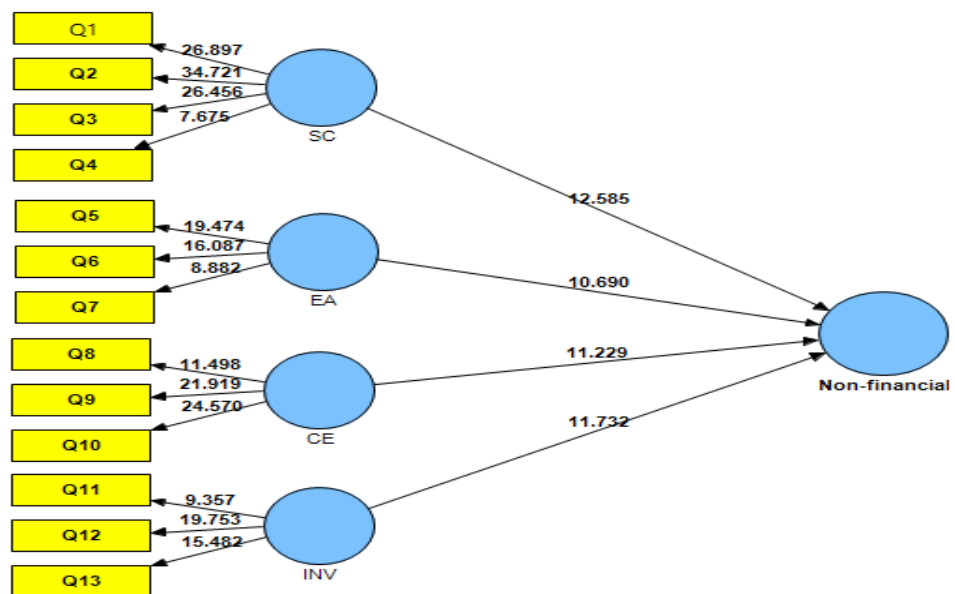 Q1
26.897
Q2
34.721
Q3
26.456
Q4
7.675
SC
12.585
Q5
19.474
Q6
16.087
Q7
8.882
EA
10.690
Q8
11.498
Q9
21.919
Q10
24.570
CE
11.229
Non-financial
11.732
Q11
9.357
Q12
19.753
Q13
15.482
INV